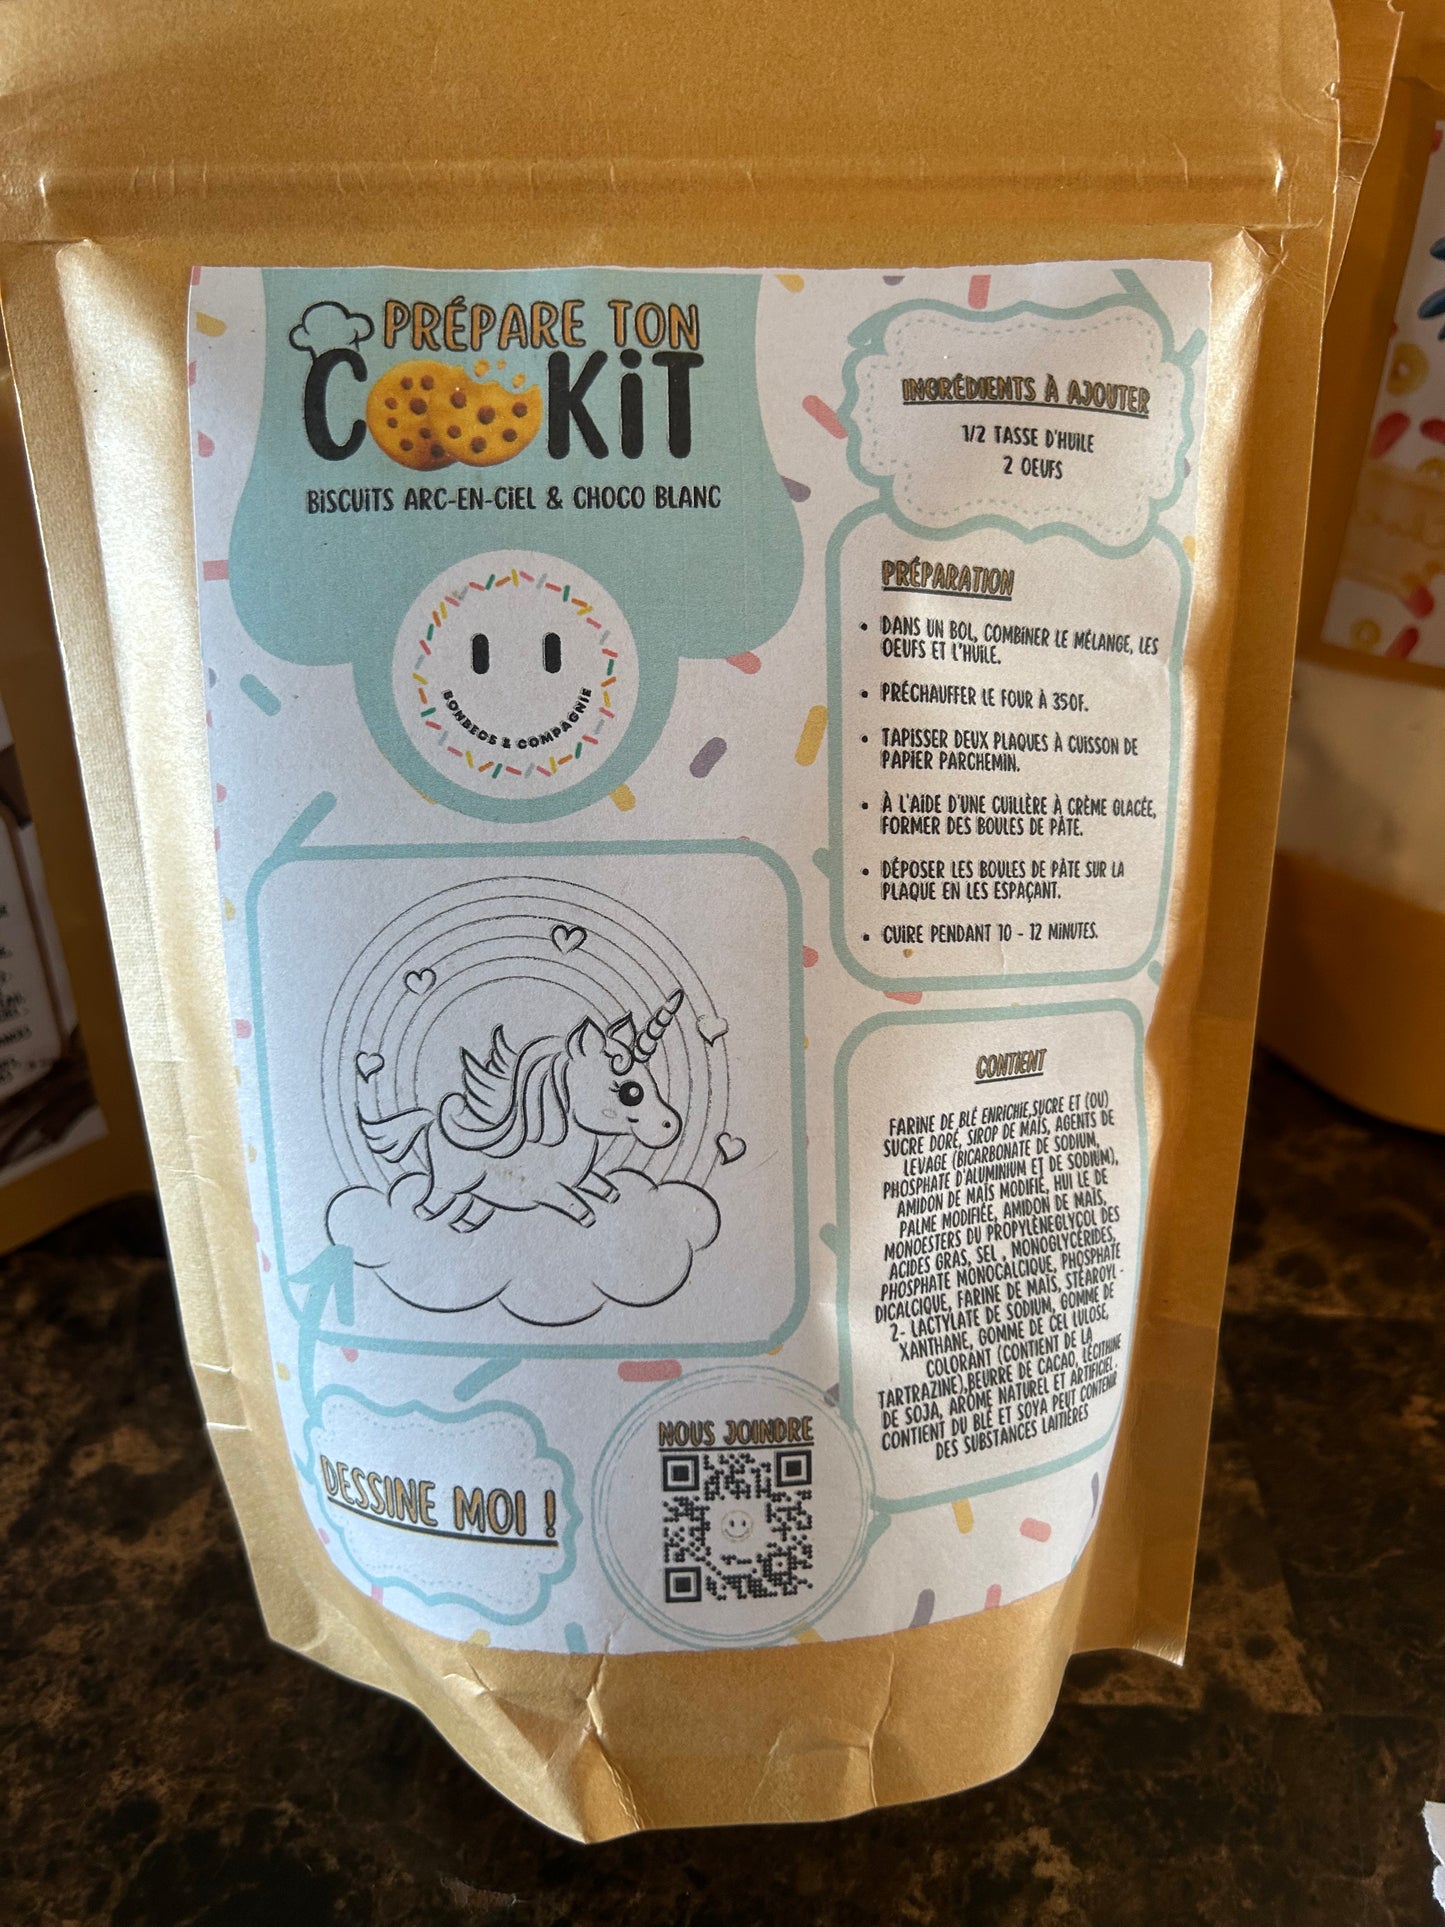 PRÉPARE TON
COOKiT
BiSCUiTS ARC-EN-CiEL & CHOCO BLANC
BONBEOS & COMPAGNIE
INGRÉDIENTS À AJOUTER
1/2 TASSE D'HUiLE
2 OEUFS
PRÉPARATION
• DANS UN BOL, COMBiNER LE MÉLANGE, LES
OEUFS ET L'HUiLE.
• PRÉCHAUFFER LE FOUR À 350F.
• TAPiSSER DEUX PLAQUES À CUiSSON DE
PAPiER PARCHEMiN.
• À L'AiDE D'UNE CUiLLÈRE À CRÈME GLACÉE,
FORMER DES BOULES DE PÂTE.
• DÉPOSER LES BOULES DE PÂTE SUR LA
PLAQUE EN LES ESPAÇANT.
• CUiRE PENDANT 10 - 12 MiNUTES.
CONTIENT
FARINE DE BLÉ ENRICHIE,SUCRE ET (OU)
SUCRE DORÉ, SIROP DE MAÏS, AGENTS DE
LEVAGE (BICARBONATE DE SODIUM,
PHOSPHATE D'ALUMINIUM ET DE SODIUM),
AMIDON DE MAÏS MODIFIÉ, HUI LE DE
PALME MODIFIÉE, AMIDON DE MAÏS,
MONOESTERS DU PROPYLÈNEGLYCOL DES
ACIDES GRAS, SEL , MONOGLYCÉRIDES,
PHOSPHATE MONOCALCIQUE, PHOSPHATE
DICALCIQUE, FARINE DE MAÏS, STÉAROYL -
2- LACTYLATE DE SODIUM, GOMME DE
XANTHANE, GOMME DE CEL LULOSE,
COLORANT (CONTIENT DE LA
TARTRAZINE),BEURRE DE CACAO, LÉCITHINE
DE SOJA, ARÔME NATUREL ET ARTIFICIEL.
CONTIENT DU BLÉ ET SOYA PEUT CONTENIR
DES SUBSTANCES LAITIÈRES
DESSINE MOI !
NOUS JOINDRE